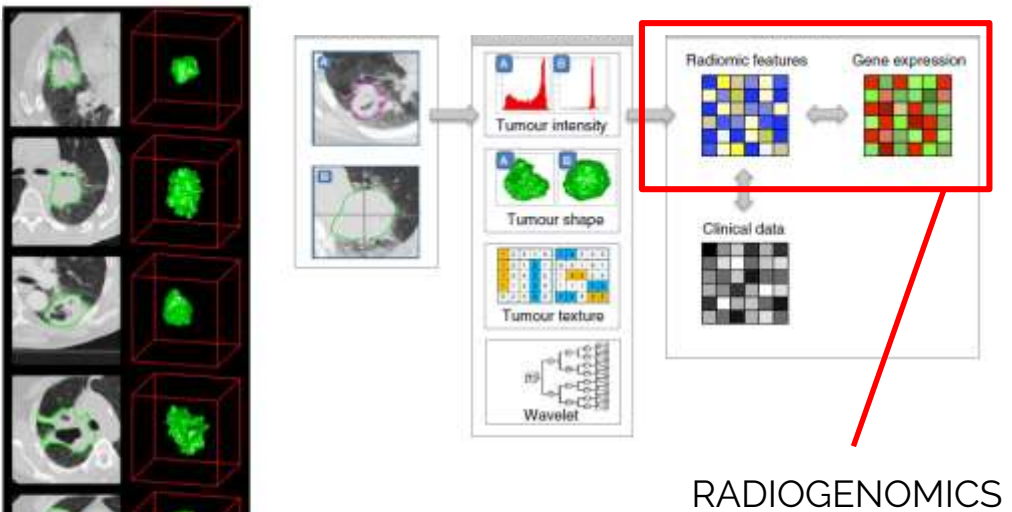 A
B
A
B
Tumour intensity
A
B
Tumour shape
Tumour texture
Wavelet
Radiomic features
Gene expression
Clinical data
RADIOGENOMICS